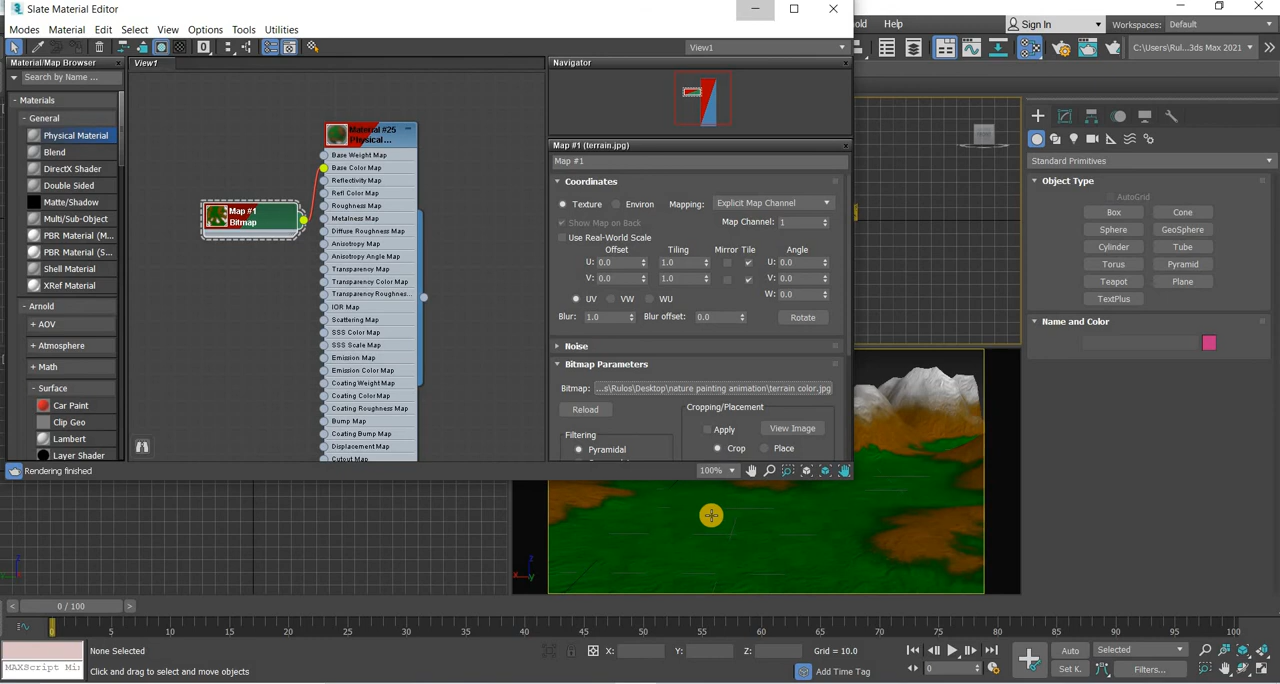 Slate Material Editor
old Help
Sign In
Workspaces: Default
Modes Material Edit Select View Options Tools Utilities
View1
C:\Users\Rul...3ds Max 2021
Material/Map Browser
Search by Name ...
- Materials
- General
Physical Material
Blend
DirectX Shader
Double Sided
Matte/Shadow
Multi/Sub-Object
PBR Material (M...
PBR Material (S...
Shell Material
XRef Material
- Arnold
+ AOV
+ Atmosphere
+ Math
- Surface
Car Paint
Clip Geo
Lambert
Layer Shader
View1
Map #1
Bitmap
Material #25
Physical...
Base Weight Map
Base Color Map
Reflectivity Map
Refl Color Map
Roughness Map
Metalness Map
Diffuse Roughness Map
Anisotropy Map
Anisotropy Angle Map
Transparency Map
Transparency Color Map
Transparency Roughnes...
IOR Map
Scattering Map
SSS Color Map
SSS Scale Map
Emission Map
Emission Color Map
Coating Weight Map
Coating Color Map
Coating Roughness Map
Bump Map
Coating Bump Map
Displacement Map
Cutout Map
Navigator
Map #1 (terrain.jpg)
Map #1
Coordinates
Texture Environ Mapping: Explicit Map Channel
Show Map on Back Map Channel: 1
Use Real-World Scale
Offset Tiling Mirror Tile Angle
U: 0.0 1.0 U: 0.0
V: 0.0 1.0 V: 0.0
W: 0.0
UV VW WU
Blur: 1.0 Blur offset: 0.0 Rotate
Noise
Bitmap Parameters
Bitmap: ...s\Rulos\Desktop\nature painting animation\terrain color.jpg
Reload
Cropping/Placement
Apply View Image
Filtering
Pyramidal
Crop Place
Rendering finished
100%
Standard Primitives
Object Type
AutoGrid
Box Cone
Sphere GeoSphere
Cylinder Tube
Torus Pyramid
Teapot Plane
TextPlus
Name and Color
z
y
z
x
y
< 0 / 100 >
0 5 10 15 20 25 30 35 40 45 50 55 60 65 70 75 80 85 90 95 100
None Selected
X: Y: Z: Grid = 10.0
Auto Selected
MAXScript Mi
Click and drag to select and move objects
Add Time Tag
0
Set K. Filters...